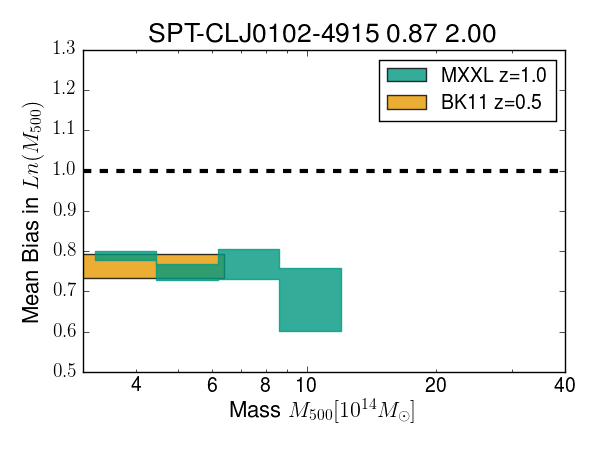 SPT-CLJ0102-4915 0.87 2.00
MXXL z=1.0
BK11 z=0.5
Mean Bias in Ln(M500)
1.3
1.2
1.1
1.0
0.9
0.8
0.7
0.6
0.5
4 6 8 10 20 40
Mass M500[10^14M⊙]